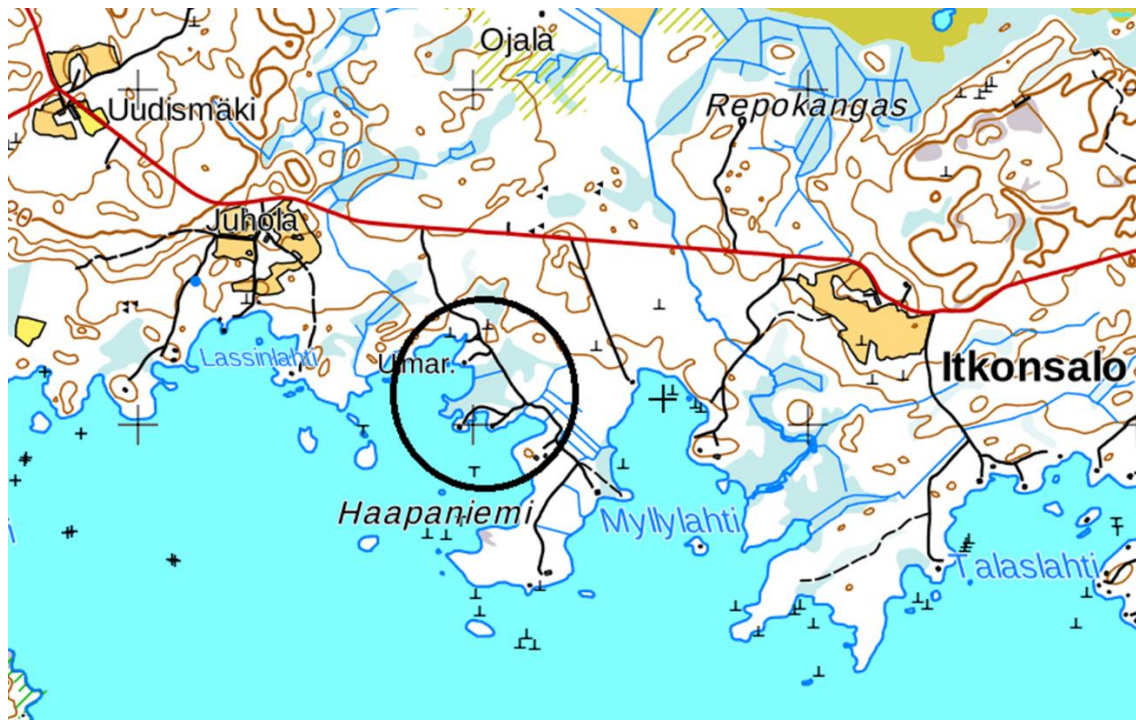 Ojala
Uudismäki
Repokangas
Juhola
Lassinlahti
Umar.
Itkonsalo
Haapaniemi
Myllylahti
Talaslahti